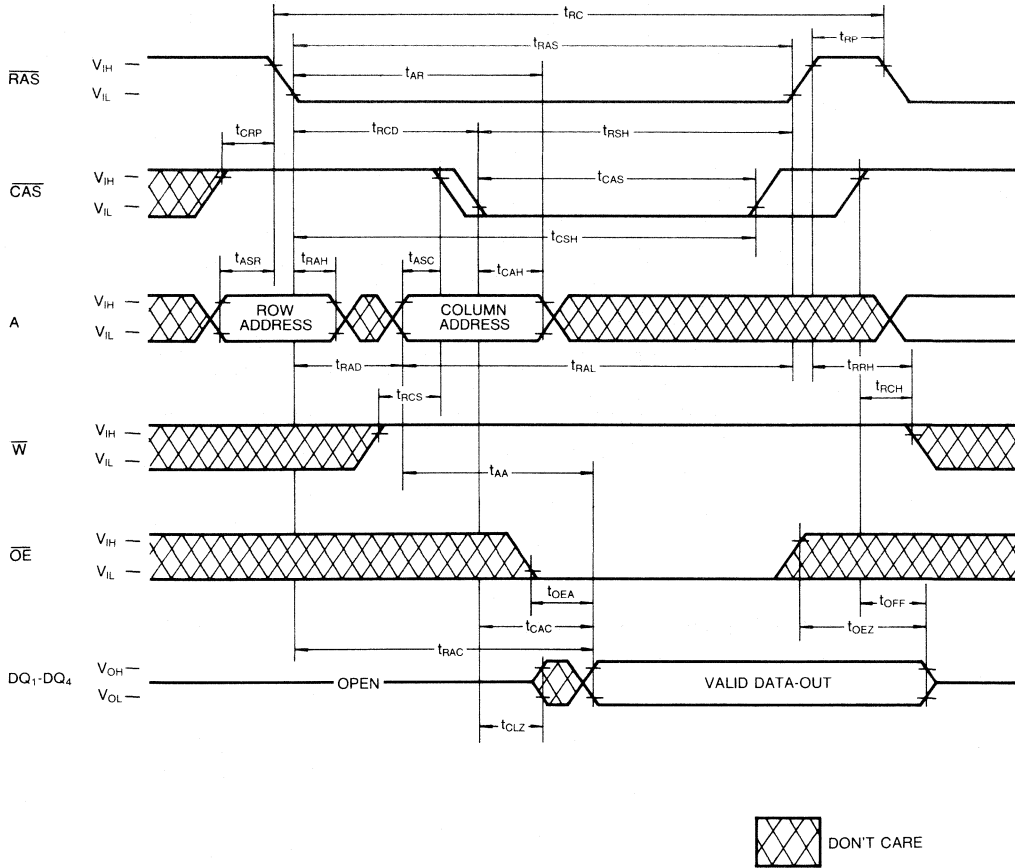 tRC
tRAS
tRP
tAR
RAS
VIH
VIL
tCRP
tRCD
tRSH
CAS
VIH
VIL
tCAS
tCSH
tASR
tRAH
tASC
tCAH
A
VIH
VIL
ROW
ADDRESS
COLUMN
ADDRESS
tRAD
tRAL
tRRH
tRCS
tRCH
W
VIH
VIL
tAA
OE
VIH
VIL
tOEA
tOFF
tCAC
tOEZ
tRAC
DQ1-DQ4
VOH
VOL
OPEN
VALID DATA-OUT
tCLZ
DON'T CARE